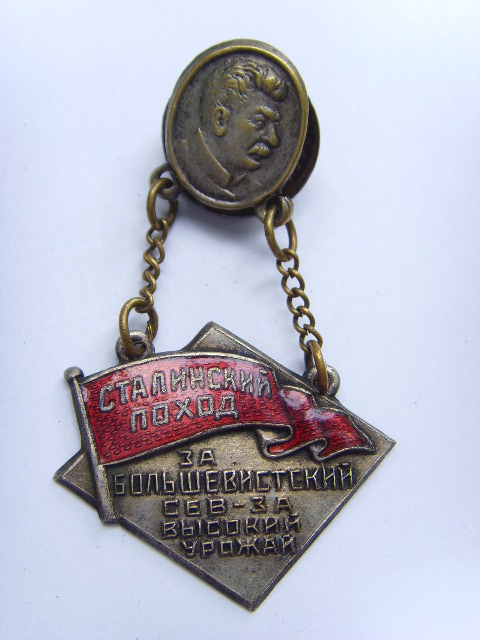 СТАЛИНСКИЙ
ПОХОД
ЗА
БОЛЬШЕВИСТСКИЙ
СЕВ-ЗА
ВЫСОКИЙ
УРОЖАЙ